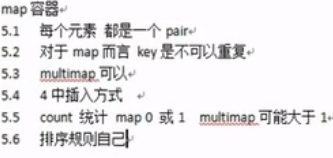 map 容器
5.1 每个元素 都是一个 pair
5.2 对于 map 而言 key 是不可以重复
5.3 multimap 可以
5.4 4 中插入方式
5.5 count 统计 map 0 或 1 multimap 可能大于 1
5.6 排序规则自己